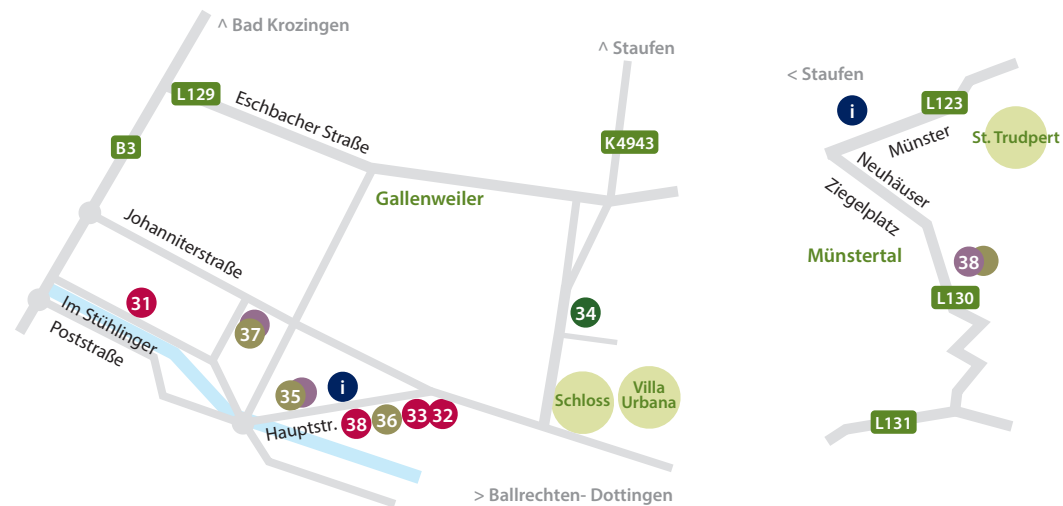 ^ Bad Krozingen
^ Staufen
L129
Eschbacher Straße
B3
K4943
Gallenweiler
Johanniterstraße
31
Im Stühlinger
Poststraße
37
34
35
i
Hauptstr.
38
36
33
32
Schloss
Villa
Urbana
> Ballrechten- Dottingen
< Staufen
i
L123
Münster
St. Trudpert
Neuhäuser
Ziegelplatz
Münstertal
38
L130
L131